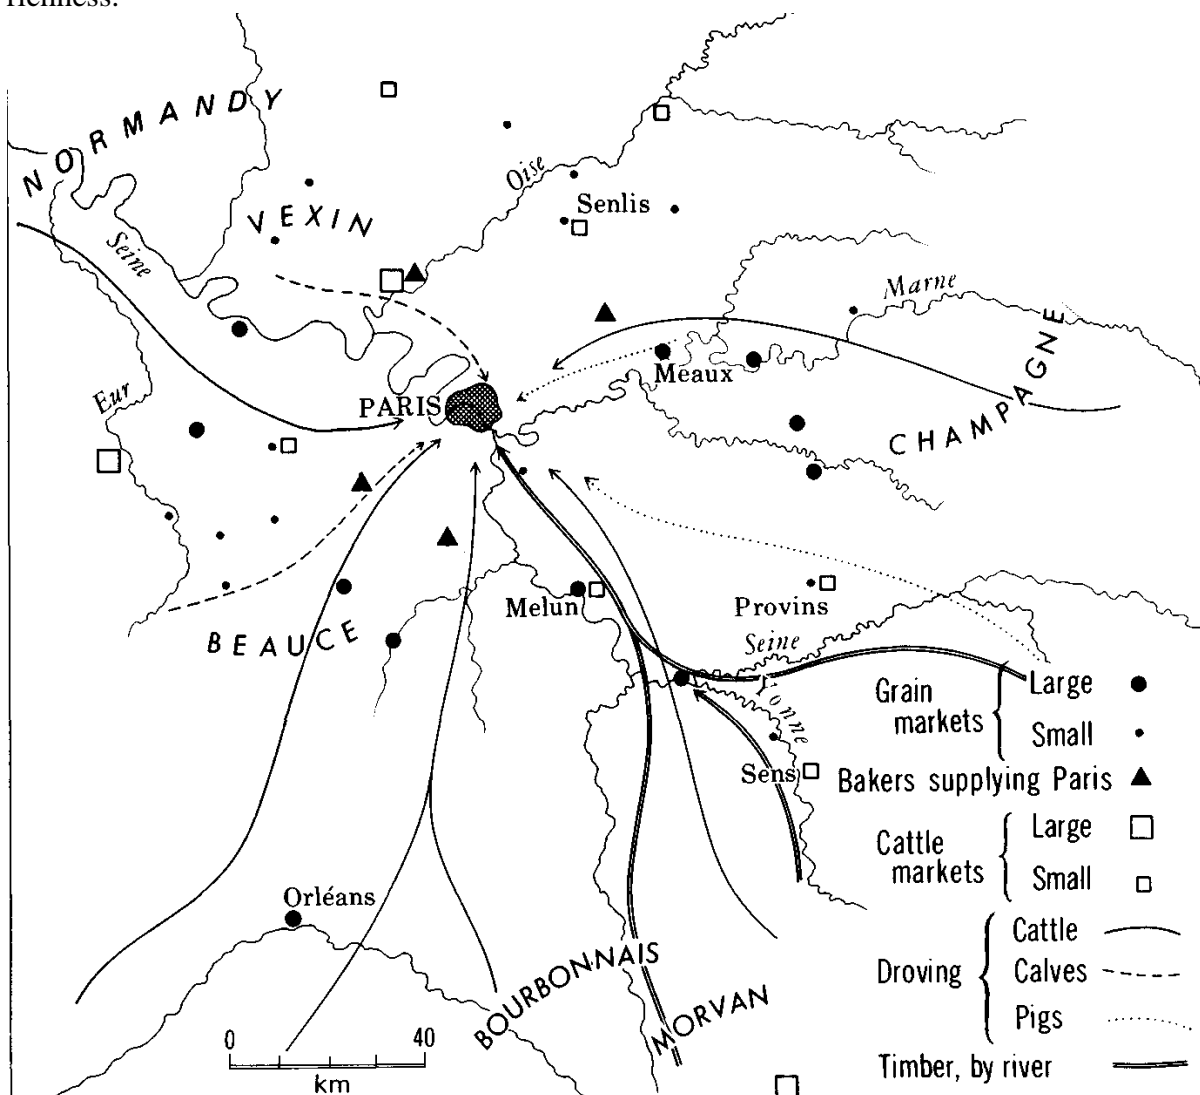 richness.
NORMANDY
VEXIN
Oise
Senlis
Seine
Marne
Eur
Meaux
CHAMPAGNE
PARIS
BEAUCE
Melun
Provins
Seine
Yonne
Sens
Orléans
BOURBONNAIS
MORVAN
0 40
km
Grain markets
Large
Small
Bakers supplying Paris
Cattle markets
Large
Small
Droving
Cattle
Calves
Pigs
Timber, by river